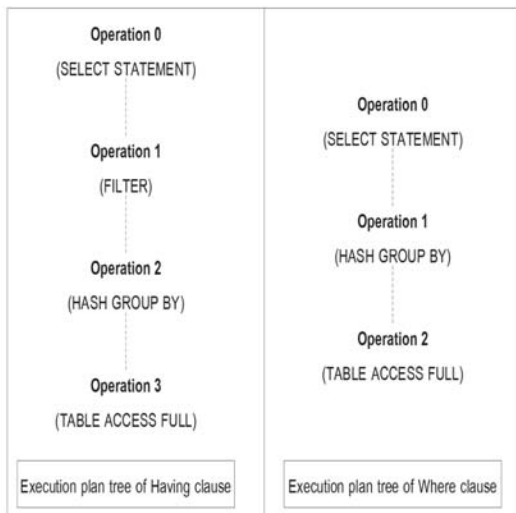 Operation 0
(SELECT STATEMENT)
Operation 1
(FILTER)
Operation 2
(HASH GROUP BY)
Operation 3
(TABLE ACCESS FULL)
Execution plan tree of Having clause
Operation 0
(SELECT STATEMENT)
Operation 1
(HASH GROUP BY)
Operation 2
(TABLE ACCESS FULL)
Execution plan tree of Where clause